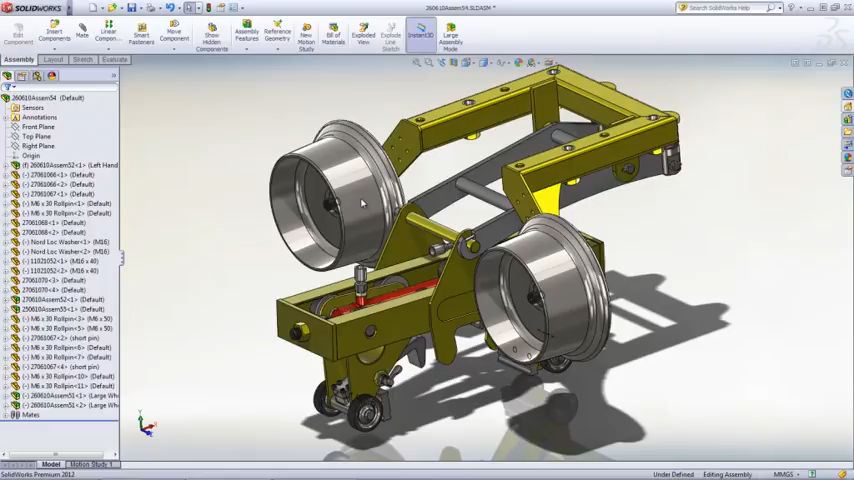 SOLIDWORKS
260610Assem54.SLDASM *
Search SolidWorks Help
Edit Component
Insert Components
Mate
Linear Compon...
Smart Fasteners
Move Component
Show Hidden Components
Assembly Features
Reference Geometry
New Motion Study
Bill of Materials
Exploded View
Explode Line Sketch
Instant3D
Large Assembly Mode
Assembly Layout Sketch Evaluate
260610Assem54 (Default)
Sensors
Annotations
Front Plane
Top Plane
Right Plane
Origin
(f) 260610Assem52<1> (Left Hand
(-) 27061066<1> (Default)
(-) 27061066<2> (Default)
(-) 27061067<1> (Default)
(-) M6 x 30 Rollpin<1> (Default)
(-) M6 x 30 Rollpin<2> (Default)
27061068<1> (Default)
27061068<2> (Default)
(-) Nord Loc Washer<1> (M16)
(-) Nord Loc Washer<2> (M16)
(-) 11021052<1> (M16 x 40)
(-) 11021052<2> (M16 x 40)
27061070<3> (Default)
27061070<4> (Default)
27060Assem52<1> (Default)
250610Assem55<1> (Default)
(-) M6 x 30 Rollpin<3> (M6 x 50)
(-) M6 x 30 Rollpin<5> (M6 x 50)
27061067<2> (short pin)
(-) M6 x 30 Rollpin<6> (Default)
(-) M6 x 30 Rollpin<7> (Default)
27061067<4> (short pin)
(-) M6 x 30 Rollpin<10> (Default)
(-) M6 x 30 Rollpin<11> (Default)
(-) 260610Assem51<1> (Large Whe
(-) 260610Assem51<2> (Large Whe
Mates
Model Motion Study 1
SolidWorks Premium 2012
Under Defined Editing Assembly MMGS